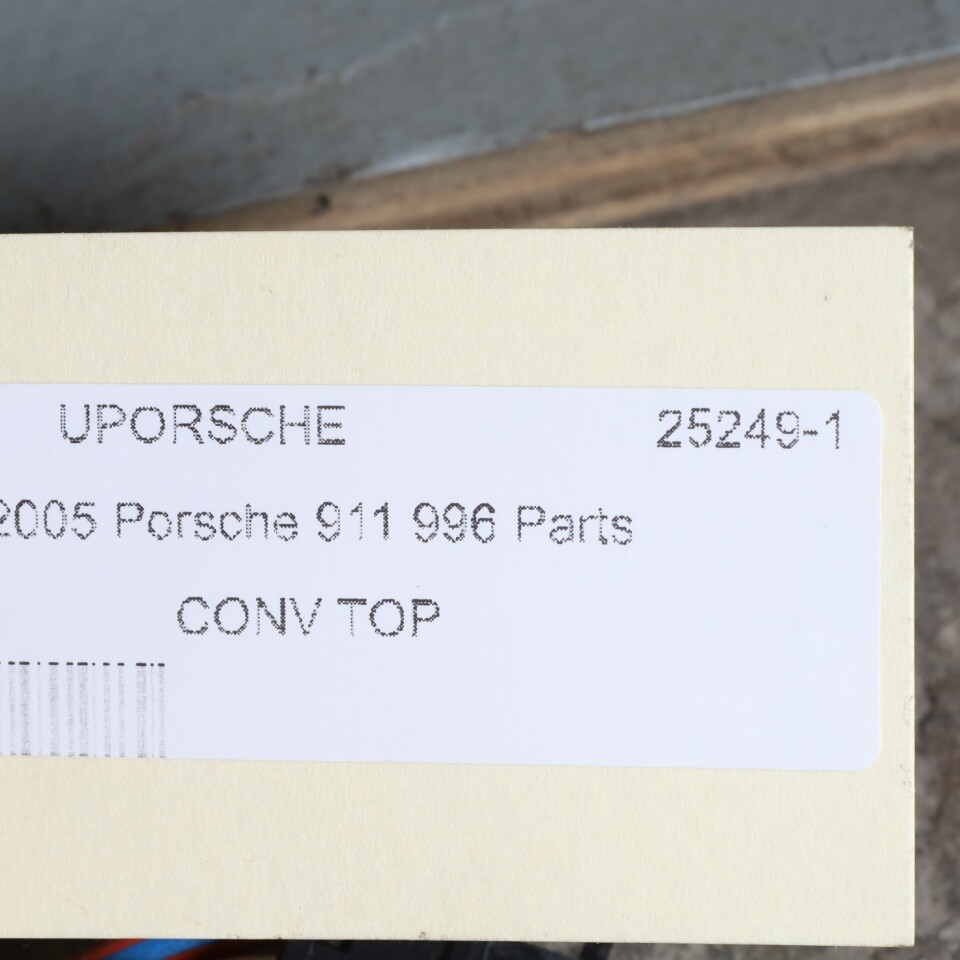 UPORSCHE 25249-1
2005 Porsche 911 996 Parts
CONV TOP